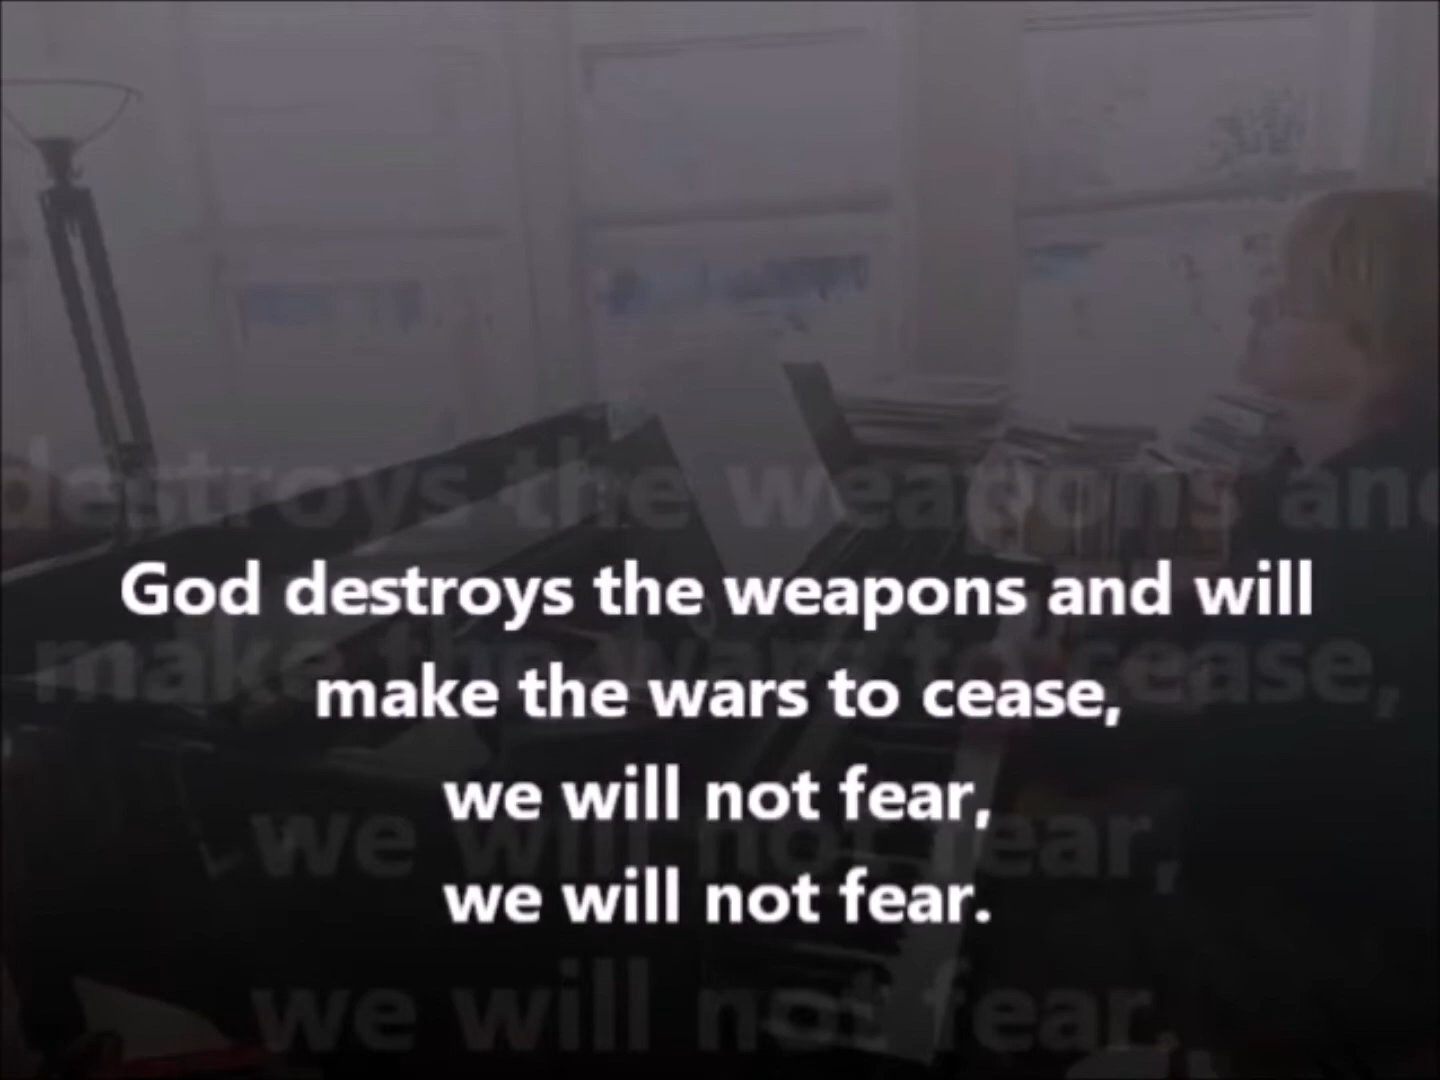 God destroys the weapons and will
make the wars to cease,
we will not fear,
we will not fear.